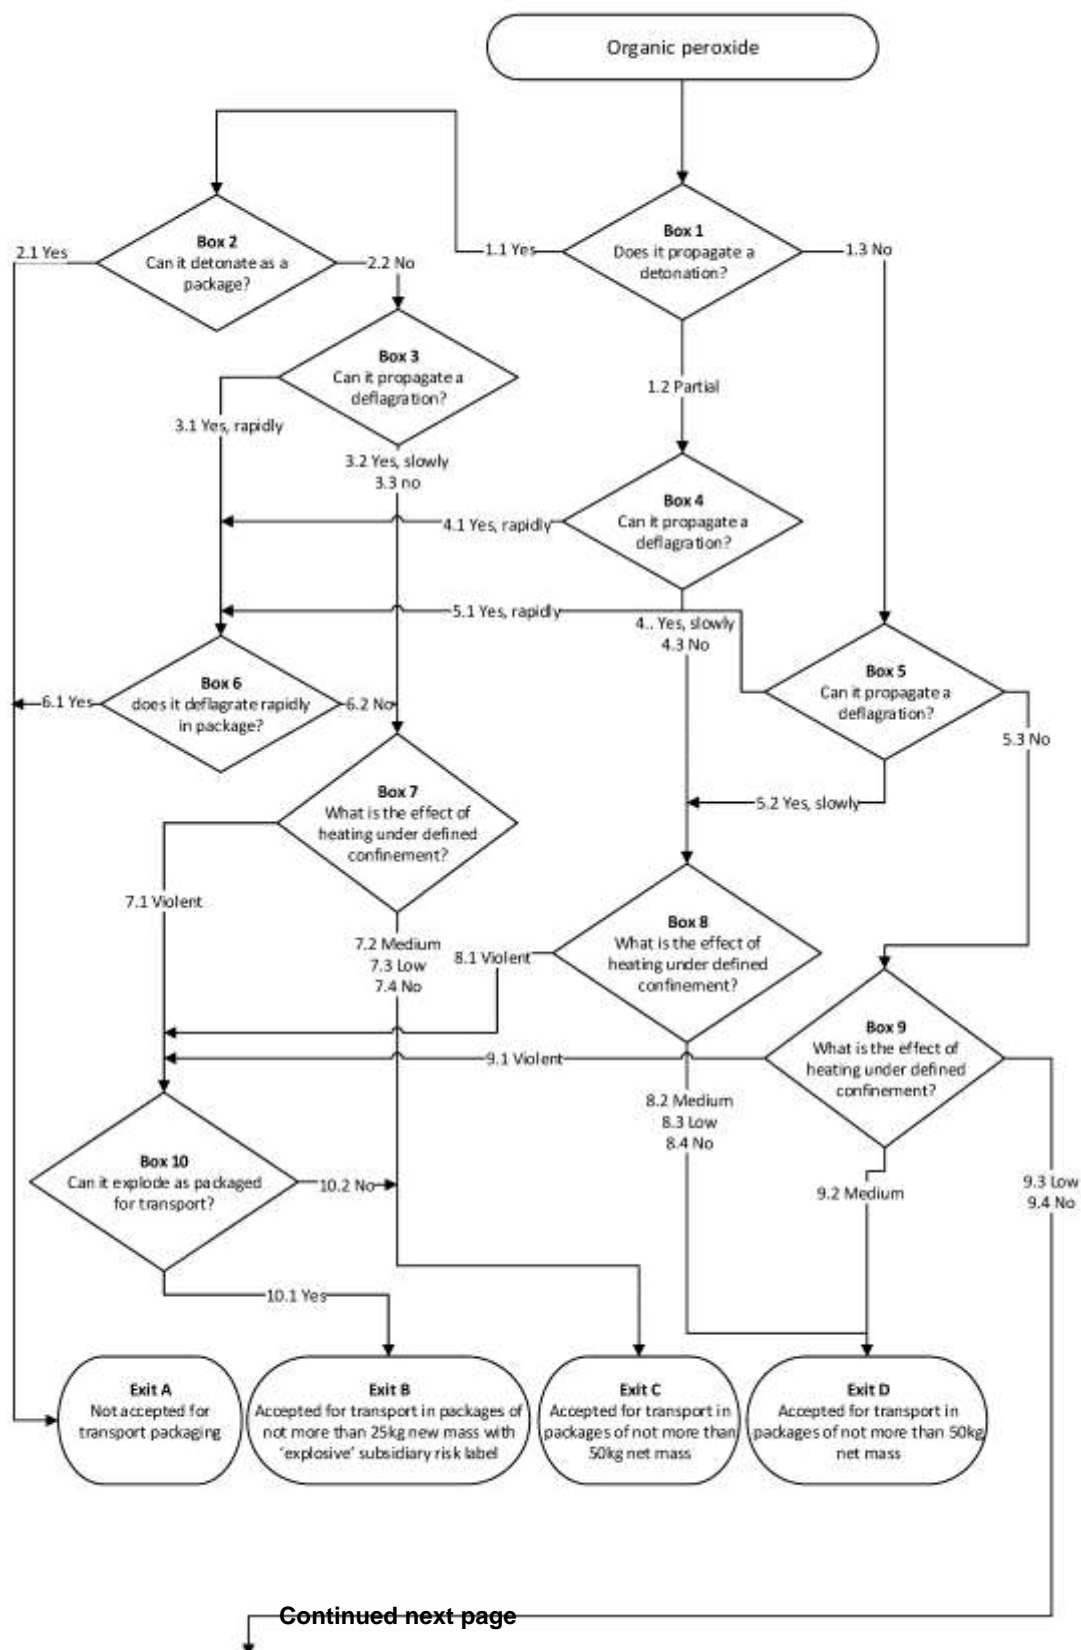 Organic peroxide
Box 1
Does it propagate a
detonation?
1.1 Yes
1.3 No
1.2 Partial
Box 2
Can it detonate as a
package?
2.1 Yes
2.2 No
Box 3
Can it propagate a
deflagration?
3.1 Yes, rapidly
3.2 Yes, slowly
3.3 no
Box 4
Can it propagate a
deflagration?
4.1 Yes, rapidly
4.. Yes, slowly
4.3 No
5.1 Yes, rapidly
Box 5
Can it propagate a
deflagration?
5.3 No
5.2 Yes, slowly
Box 6
does it deflagrate rapidly
in package?
6.1 Yes
6.2 No
Box 7
What is the effect of
heating under defined
confinement?
7.1 Violent
7.2 Medium
7.3 Low
7.4 No
Box 8
What is the effect of
heating under defined
confinement?
8.1 Violent
8.2 Medium
8.3 Low
8.4 No
Box 9
What is the effect of
heating under defined
confinement?
9.1 Violent
9.2 Medium
9.3 Low
9.4 No
Box 10
Can it explode as packaged
for transport?
10.2 No
10.1 Yes
Exit A
Not accepted for
transport packaging
Exit B
Accepted for transport in packages of
not more than 25kg new mass with
'explosive' subsidiary risk label
Exit C
Accepted for transport in
packages of not more than
50kg net mass
Exit D
Accepted for transport in
packages of not more than 50kg
net mass
Continued next page